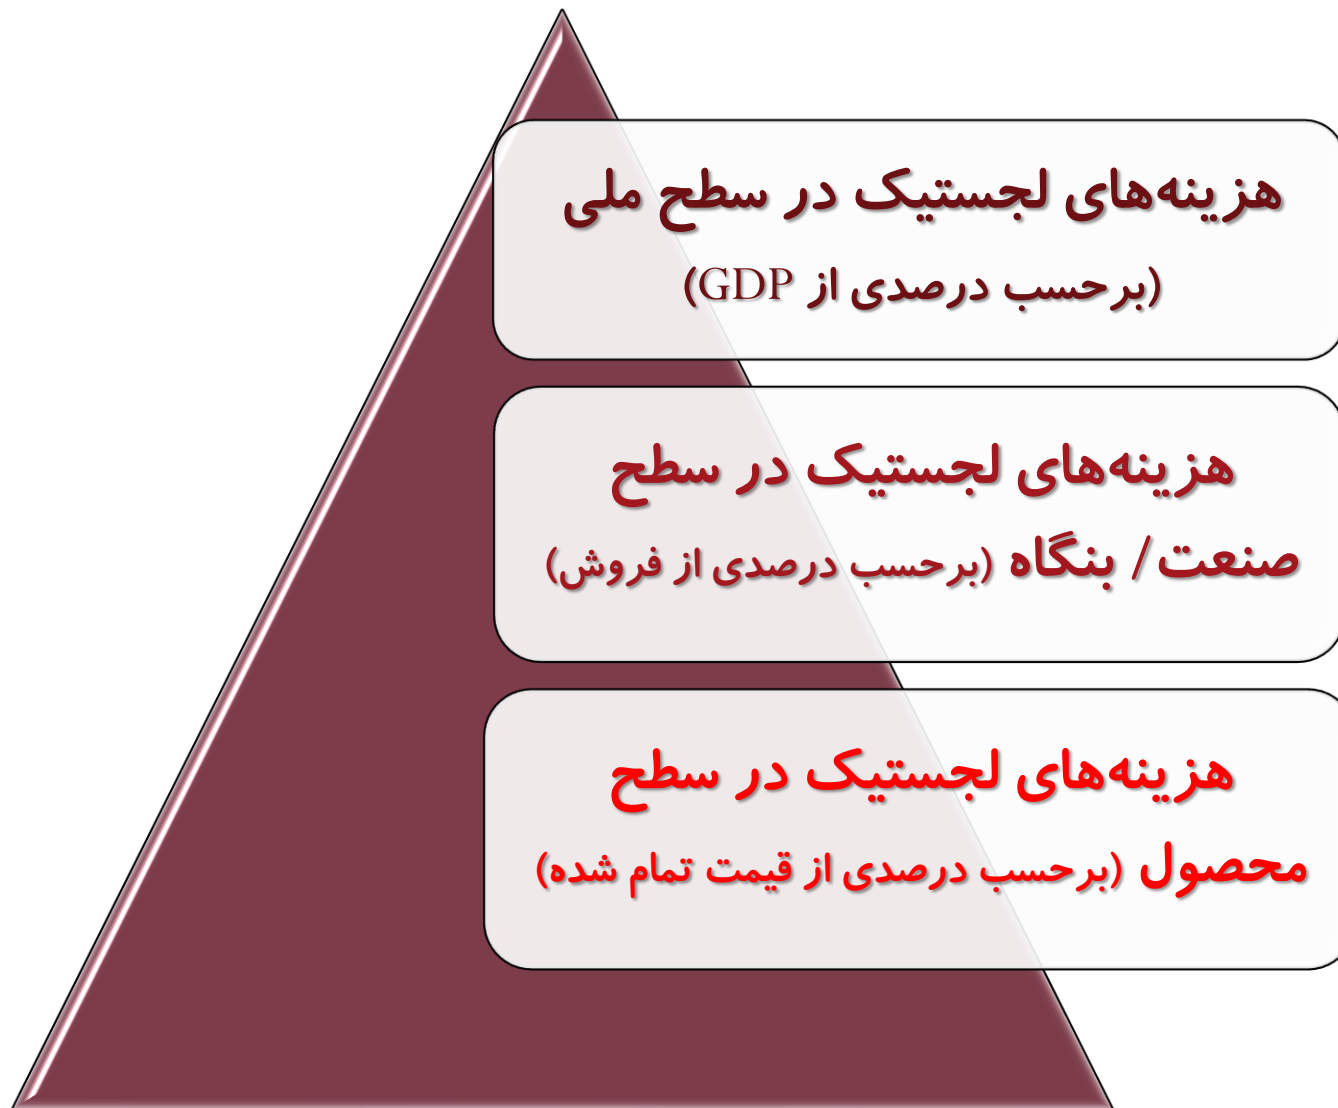 هزینه‌های لجستیک در سطح ملی
(برحسب درصدی از GDP)
هزینه‌های لجستیک در سطح
صنعت/ بنگاه (برحسب درصدی از فروش)
هزینه‌های لجستیک در سطح
محصول (برحسب درصدی از قیمت تمام شده)